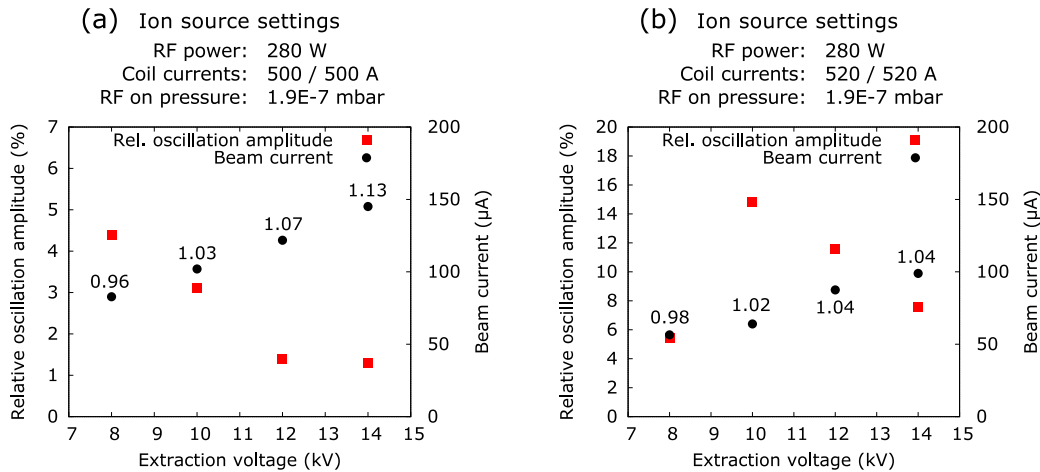 (a) Ion source settings
RF power: 280 W
Coil currents: 500 / 500 A
RF on pressure: 1.9E-7 mbar
Relative oscillation amplitude (%)
7
6
5
4
3
2
1
0
Rel. oscillation amplitude
Beam current
0.96
1.03
1.07
1.13
200
150
100
50
0
Beam current (µA)
7 8 9 10 11 12 13 14 15
Extraction voltage (kV)
(b) Ion source settings
RF power: 280 W
Coil currents: 520 / 520 A
RF on pressure: 1.9E-7 mbar
Relative oscillation amplitude (%)
20
18
16
14
12
10
8
6
4
2
0
Rel. oscillation amplitude
Beam current
0.98
1.02
1.04
1.04
200
150
100
50
0
Beam current (µA)
7 8 9 10 11 12 13 14 15
Extraction voltage (kV)